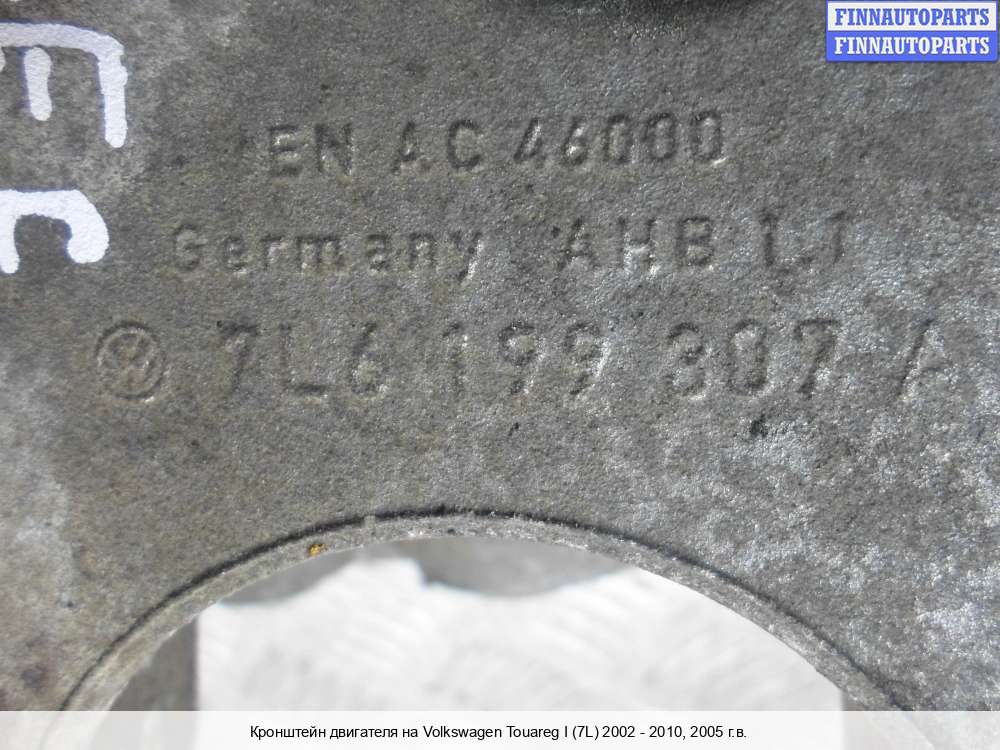 FINNAUTOPARTS
FINNAUTOPARTS
EN AC 46000
Germany AHB 1.1
7L6 199 307 A
Кронштейн двигателя на Volkswagen Touareg I (7L) 2002 - 2010, 2005 г.в.